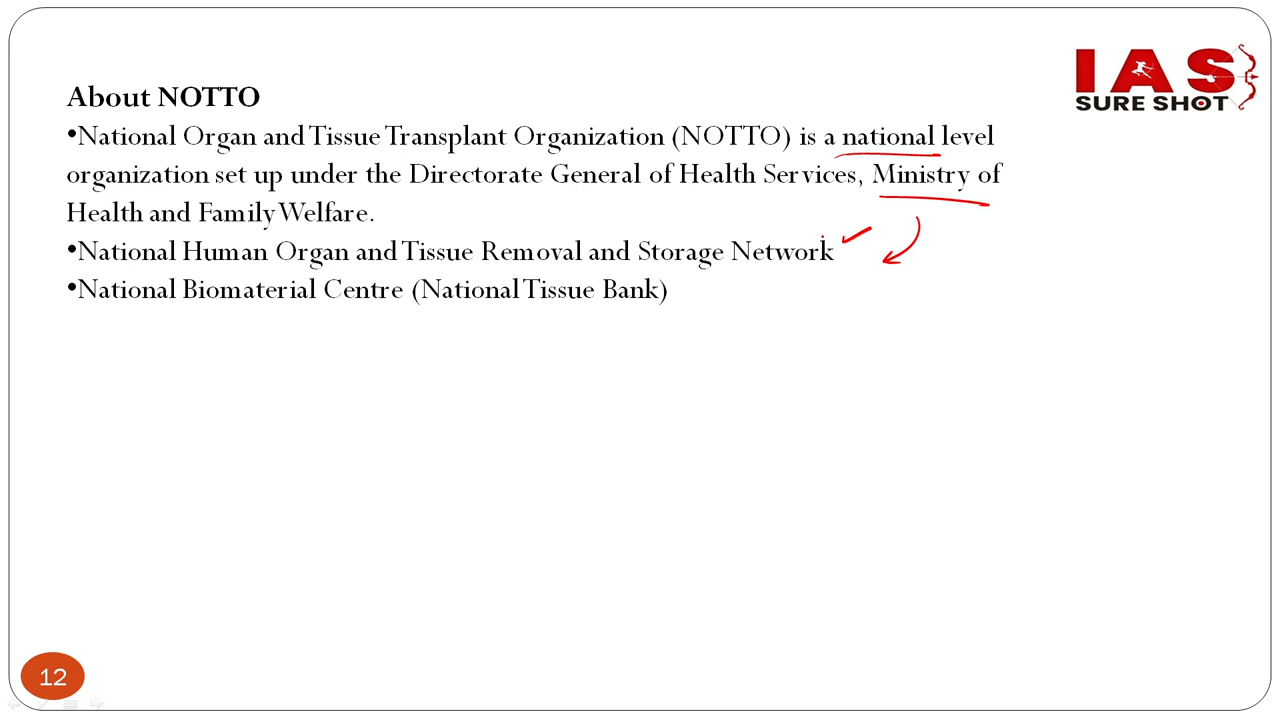 IAS
SURE SHOT
About NOTTO
•National Organ and Tissue Transplant Organization (NOTTO) is a national level
organization set up under the Directorate General of Health Services, Ministry of
Health and Family Welfare.
•National Human Organ and Tissue Removal and Storage Network
•National Biomaterial Centre (National Tissue Bank)
12